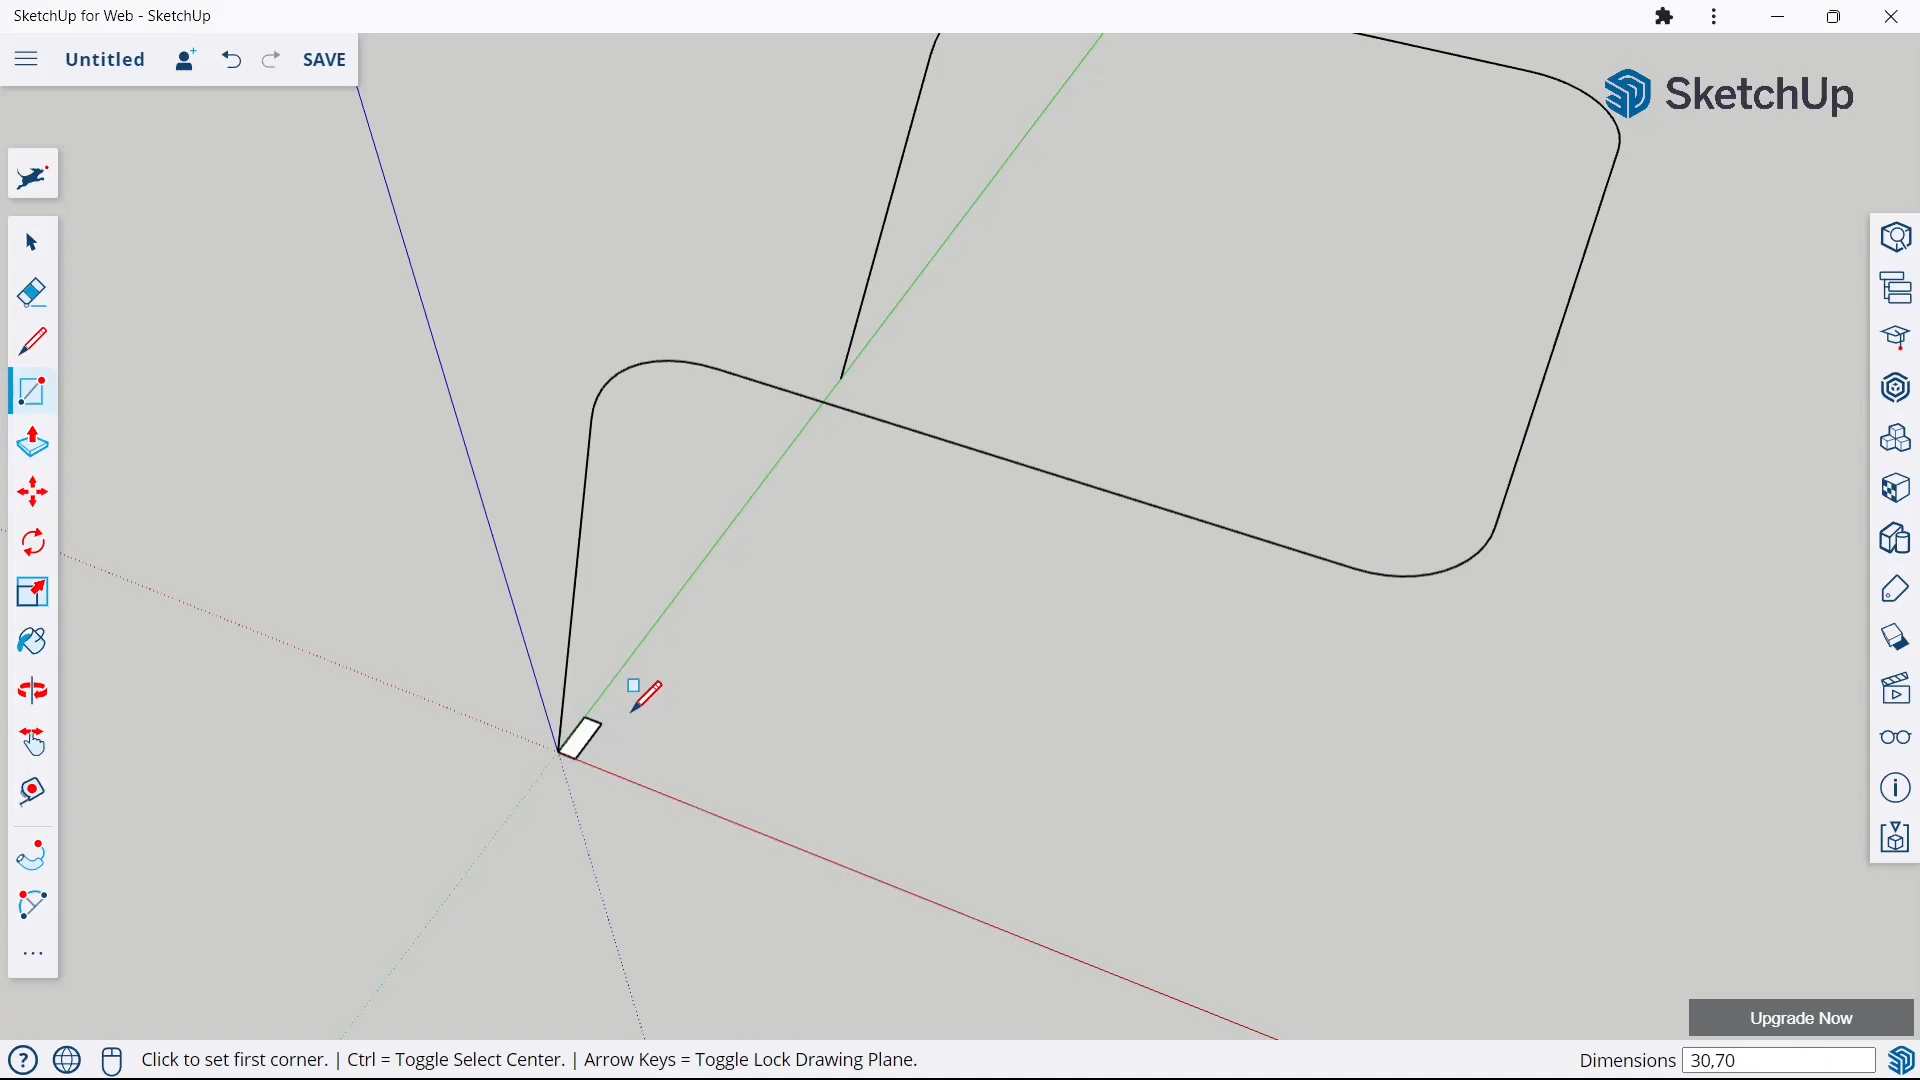 SketchUp for Web - SketchUp
Untitled
SAVE
SketchUp
Upgrade Now
Click to set first corner. | Ctrl = Toggle Select Center. | Arrow Keys = Toggle Lock Drawing Plane.
Dimensions 30,70